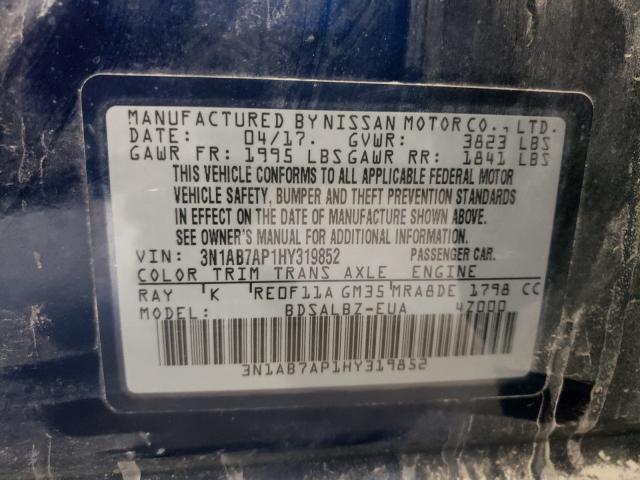 MANUFACTURED BY NISSAN MOTOR CO., LTD.
DATE: 04/17. GVWR: 3823 LBS
GAWR FR: 1995 LBS GAWR RR: 1841 LBS
THIS VEHICLE CONFORMS TO ALL APPLICABLE FEDERAL MOTOR
VEHICLE SAFETY, BUMPER AND THEFT PREVENTION STANDARDS
IN EFFECT ON THE DATE OF MANUFACTURE SHOWN ABOVE.
SEE OWNER'S MANUAL FOR ADDITIONAL INFORMATION.
VIN: 3N1AB7AP1HY319852 PASSENGER CAR.
COLOR TRIM TRANS AXLE ENGINE
RAY K RE0F11A GM35 MRA8DE 1798 CC
MODEL: BDSALBZ-EUA 4Z000
3N1AB7AP1HY319852